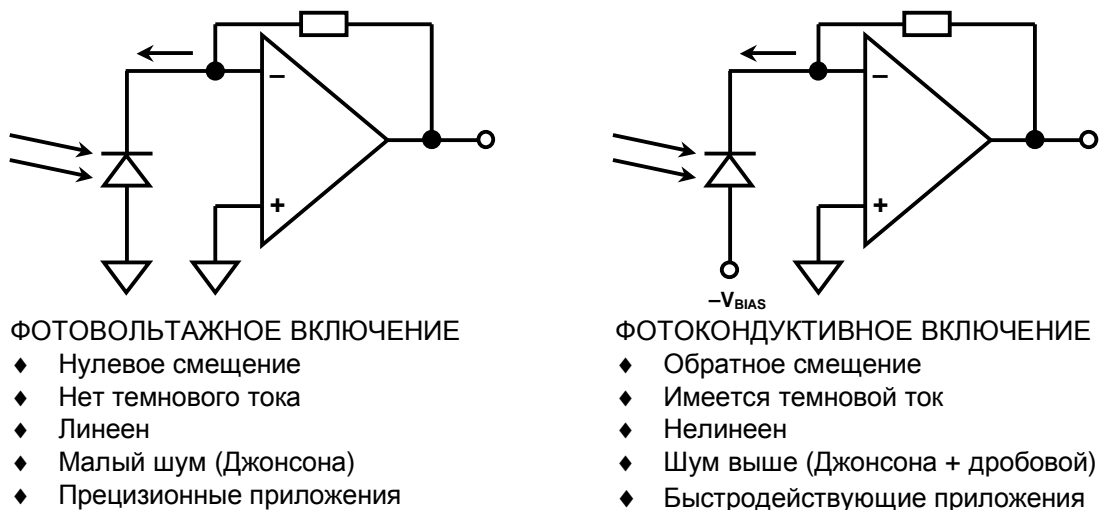 –
+
–
+
–V_BIAS
ФОТОВОЛЬТАЖНОЕ ВКЛЮЧЕНИЕ
♦ Нулевое смещение
♦ Нет темнового тока
♦ Линеен
♦ Малый шум (Джонсона)
♦ Прецизионные приложения
ФОТОКОНДУКТИВНОЕ ВКЛЮЧЕНИЕ
♦ Обратное смещение
♦ Имеется темновой ток
♦ Нелинеен
♦ Шум выше (Джонсона + дробовой)
♦ Быстродействующие приложения